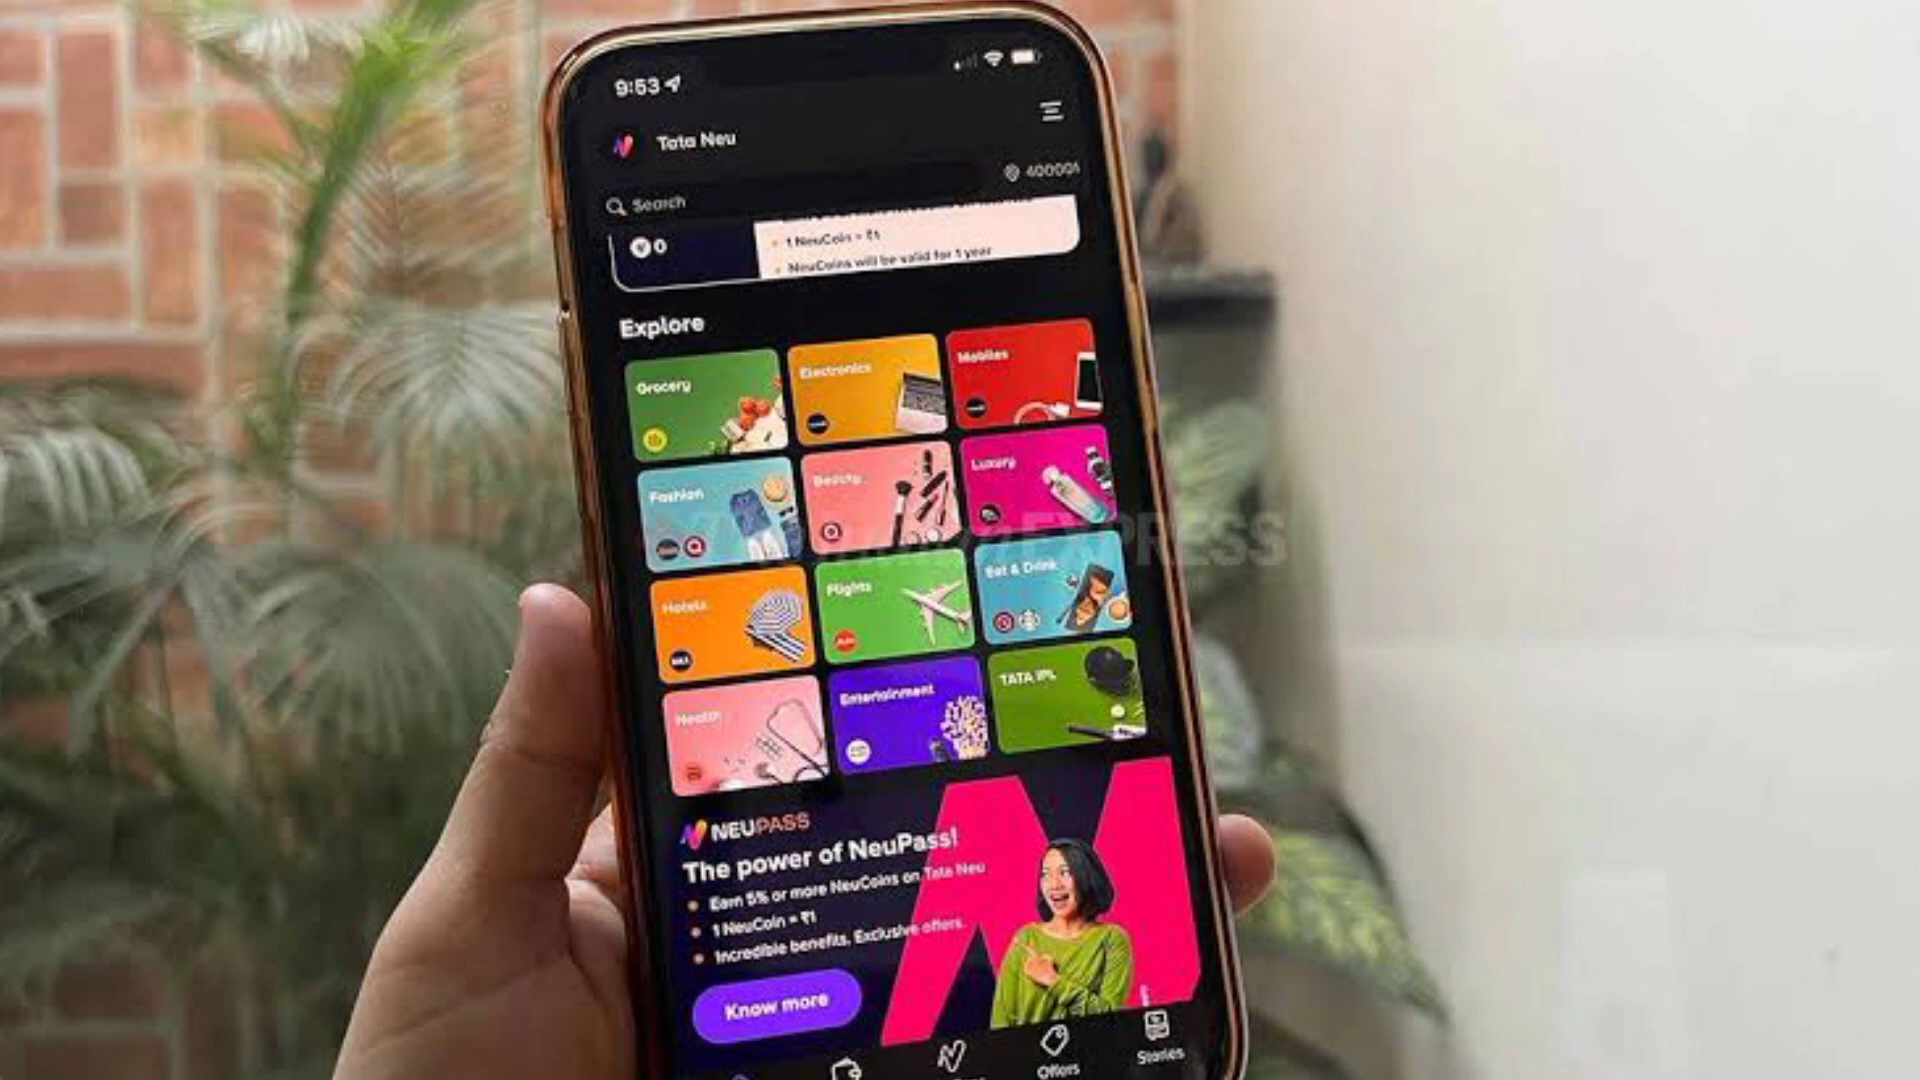 9:53
Tata Neu
400001
Search
0
1 NeuCoin = ₹1
NeuCoins will be valid for 1 year
Explore
Grocery
Electronics
Mobiles
Fashion
Beauty
Luxury
Hotels
Flights
Eat & Drink
Health
Entertainment
TATA IPL
EXPRESS
NEUPASS
The power of NeuPass!
Earn 5% or more NeuCoins on Tata Neu
1 NeuCoin = ₹1
Incredible benefits. Exclusive offers.
Know more
Offers
Stories